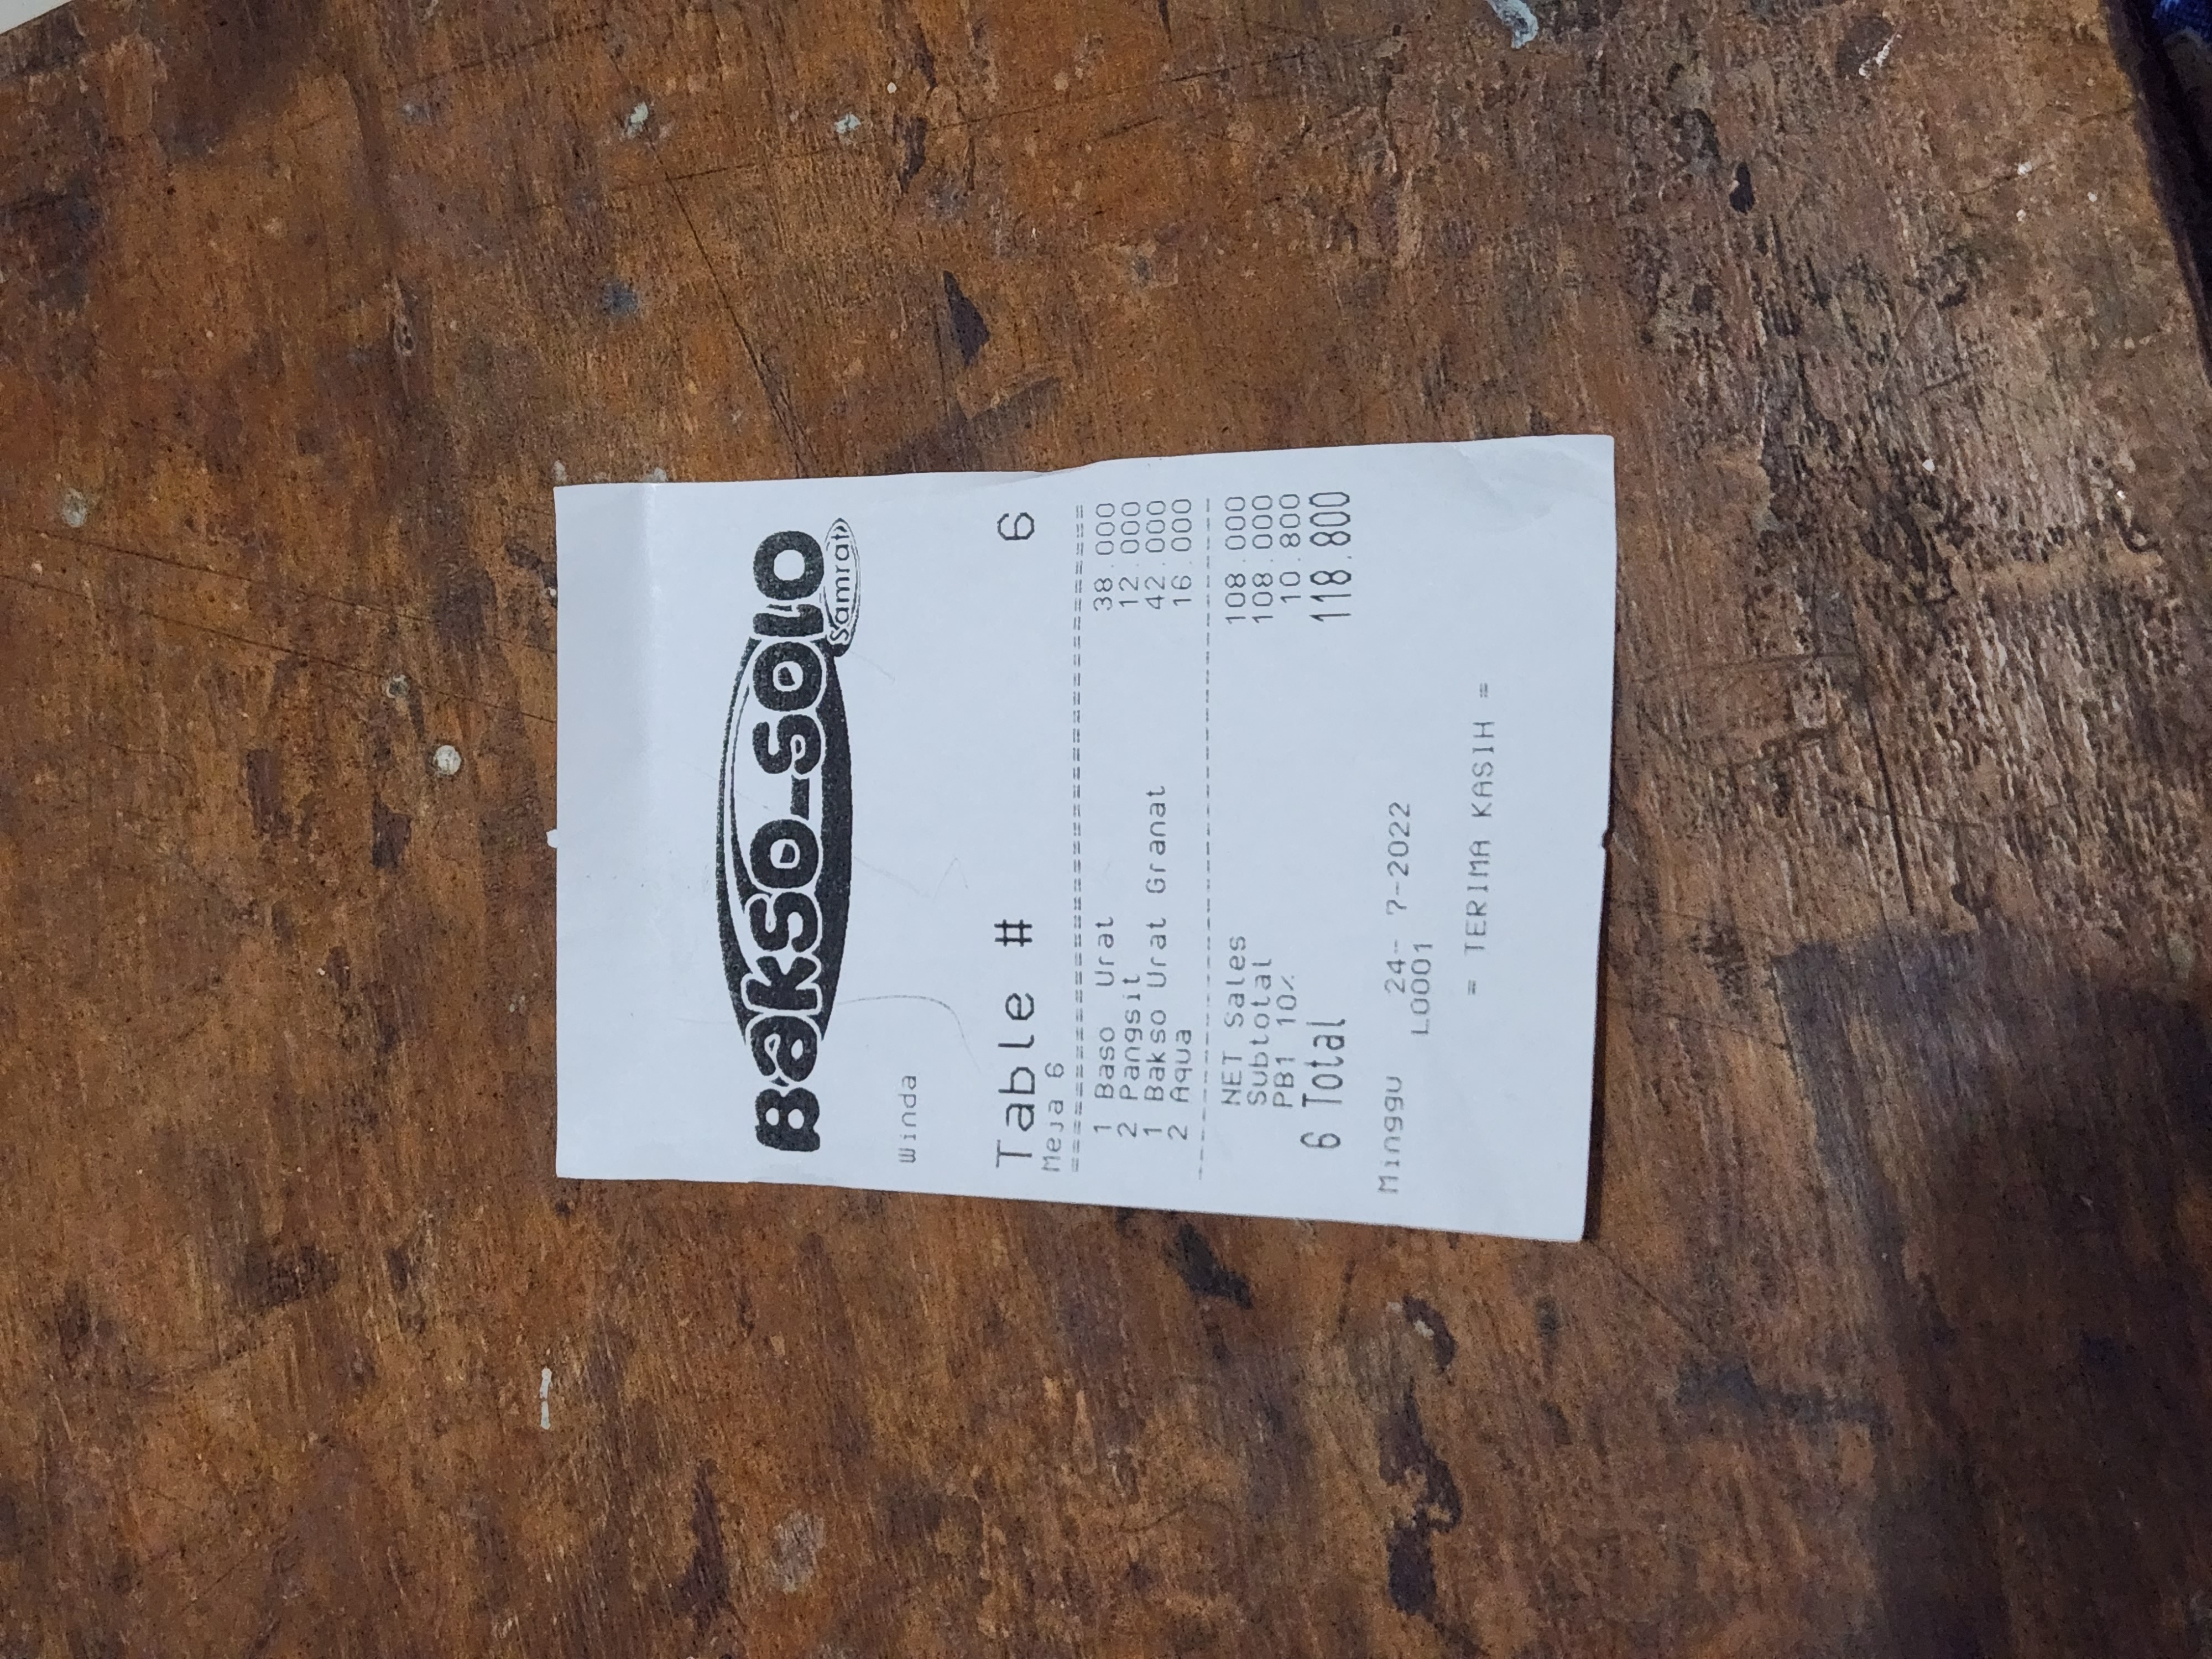 Bakso_Solo
Samrat
Winda
Table # 6
Meja 6
================================================
1 Baso Urat 38.000
2 Pangsit 12.000
1 Bakso Urat Granat 42.000
2 Aqua 16.000
------------------------------------------------
NET Sales 108.000
Subtotal 108.000
PB1 10% 10.800
6 Total 118.800
Minggu 24- 7-2022
L0001
= TERIMA KASIH =